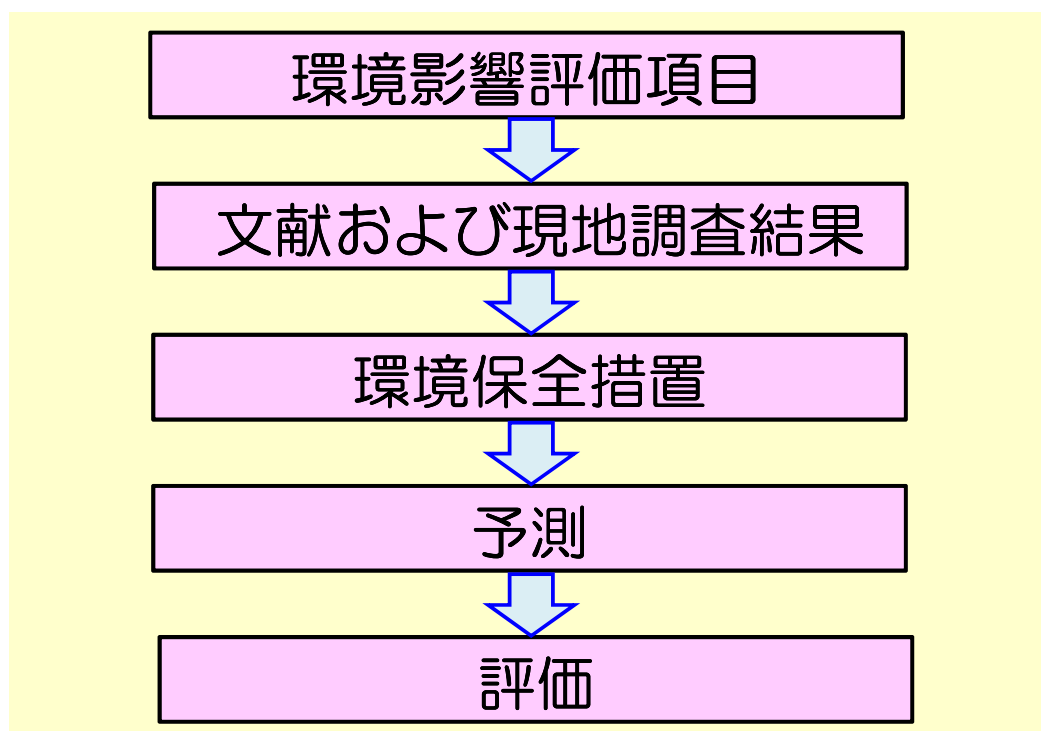 環境影響評価項目
文献および現地調査結果
環境保全措置
予測
評価